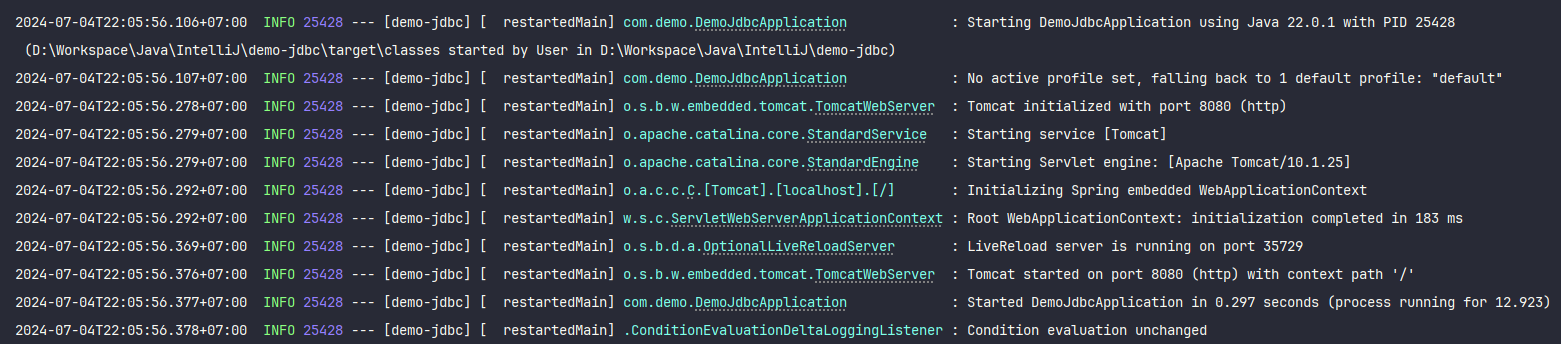 2024-07-04T22:05:56.106+07:00  INFO 25428 --- [demo-jdbc] [  restartedMain] com.demo.DemoJdbcApplication             : Starting DemoJdbcApplication using Java 22.0.1 with PID 25428
(D:\Workspace\Java\IntelliJ\demo-jdbc\target\classes started by User in D:\Workspace\Java\IntelliJ\demo-jdbc)
2024-07-04T22:05:56.107+07:00  INFO 25428 --- [demo-jdbc] [  restartedMain] com.demo.DemoJdbcApplication             : No active profile set, falling back to 1 default profile: "default"
2024-07-04T22:05:56.278+07:00  INFO 25428 --- [demo-jdbc] [  restartedMain] o.s.b.w.embedded.tomcat.TomcatWebServer  : Tomcat initialized with port 8080 (http)
2024-07-04T22:05:56.279+07:00  INFO 25428 --- [demo-jdbc] [  restartedMain] o.apache.catalina.core.StandardService   : Starting service [Tomcat]
2024-07-04T22:05:56.279+07:00  INFO 25428 --- [demo-jdbc] [  restartedMain] o.apache.catalina.core.StandardEngine    : Starting Servlet engine: [Apache Tomcat/10.1.25]
2024-07-04T22:05:56.292+07:00  INFO 25428 --- [demo-jdbc] [  restartedMain] o.a.c.c.C.[Tomcat].[localhost].[/]       : Initializing Spring embedded WebApplicationContext
2024-07-04T22:05:56.292+07:00  INFO 25428 --- [demo-jdbc] [  restartedMain] w.s.c.ServletWebServerApplicationContext : Root WebApplicationContext: initialization completed in 183 ms
2024-07-04T22:05:56.369+07:00  INFO 25428 --- [demo-jdbc] [  restartedMain] o.s.b.d.a.OptionalLiveReloadServer       : LiveReload server is running on port 35729
2024-07-04T22:05:56.376+07:00  INFO 25428 --- [demo-jdbc] [  restartedMain] o.s.b.w.embedded.tomcat.TomcatWebServer  : Tomcat started on port 8080 (http) with context path '/'
2024-07-04T22:05:56.377+07:00  INFO 25428 --- [demo-jdbc] [  restartedMain] com.demo.DemoJdbcApplication             : Started DemoJdbcApplication in 0.297 seconds (process running for 12.923)
2024-07-04T22:05:56.378+07:00  INFO 25428 --- [demo-jdbc] [  restartedMain] .ConditionEvaluationDeltaLoggingListener : Condition evaluation unchanged